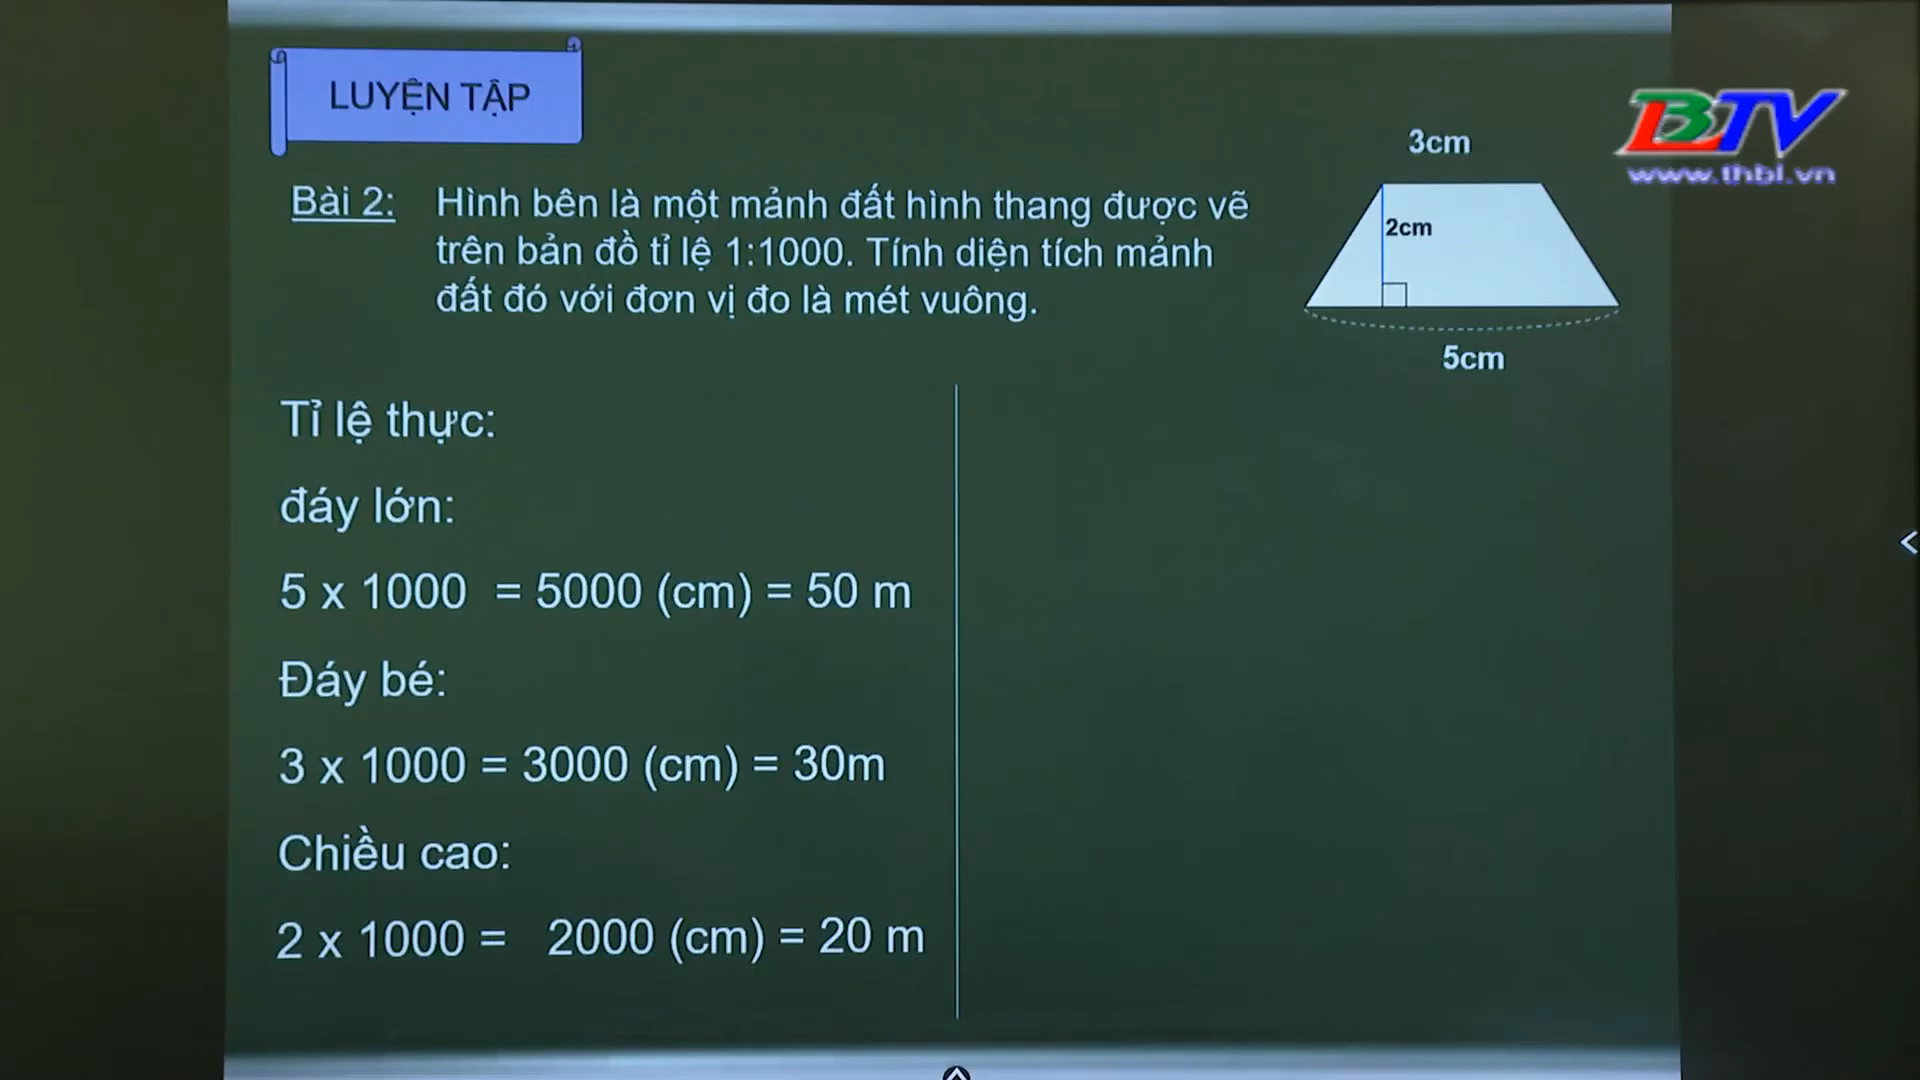 LUYỆN TẬP
BTV
www.thbl.vn
Bài 2: Hình bên là một mảnh đất hình thang được vẽ
trên bản đồ tỉ lệ 1:1000. Tính diện tích mảnh
đất đó với đơn vị đo là mét vuông.
3cm
2cm
5cm
Tỉ lệ thực:
đáy lớn:
5 x 1000 = 5000 (cm) = 50 m
Đáy bé:
3 x 1000 = 3000 (cm) = 30m
Chiều cao:
2 x 1000 = 2000 (cm) = 20 m